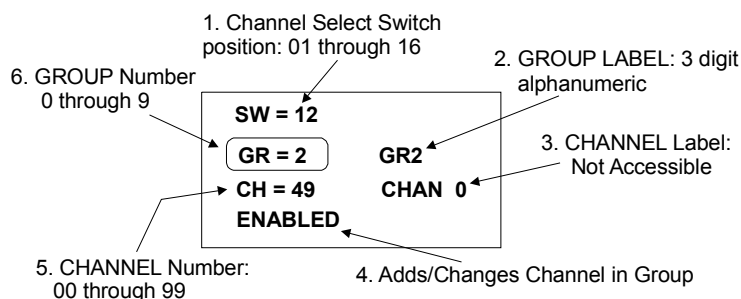 1. Channel Select Switch
position: 01 through 16
2. GROUP LABEL: 3 digit
alphanumeric
6. GROUP Number
0 through 9
3. CHANNEL Label:
Not Accessible
SW = 12
GR = 2 GR2
CH = 49 CHAN 0
ENABLED
5. CHANNEL Number:
00 through 99
4. Adds/Changes Channel in Group